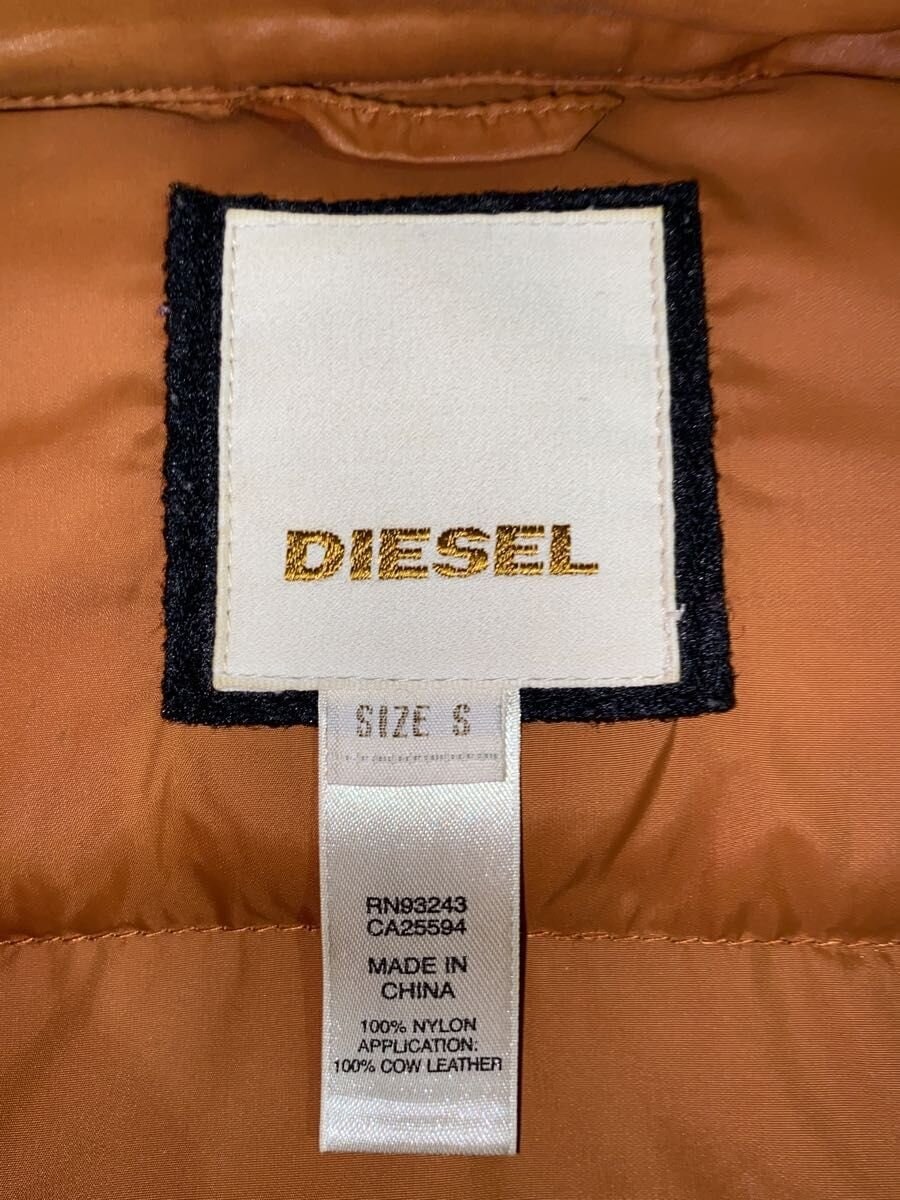 DIESEL
SIZE S
RN93243
CA25594
MADE IN
CHINA
100% NYLON
APPLICATION:
100% COW LEATHER